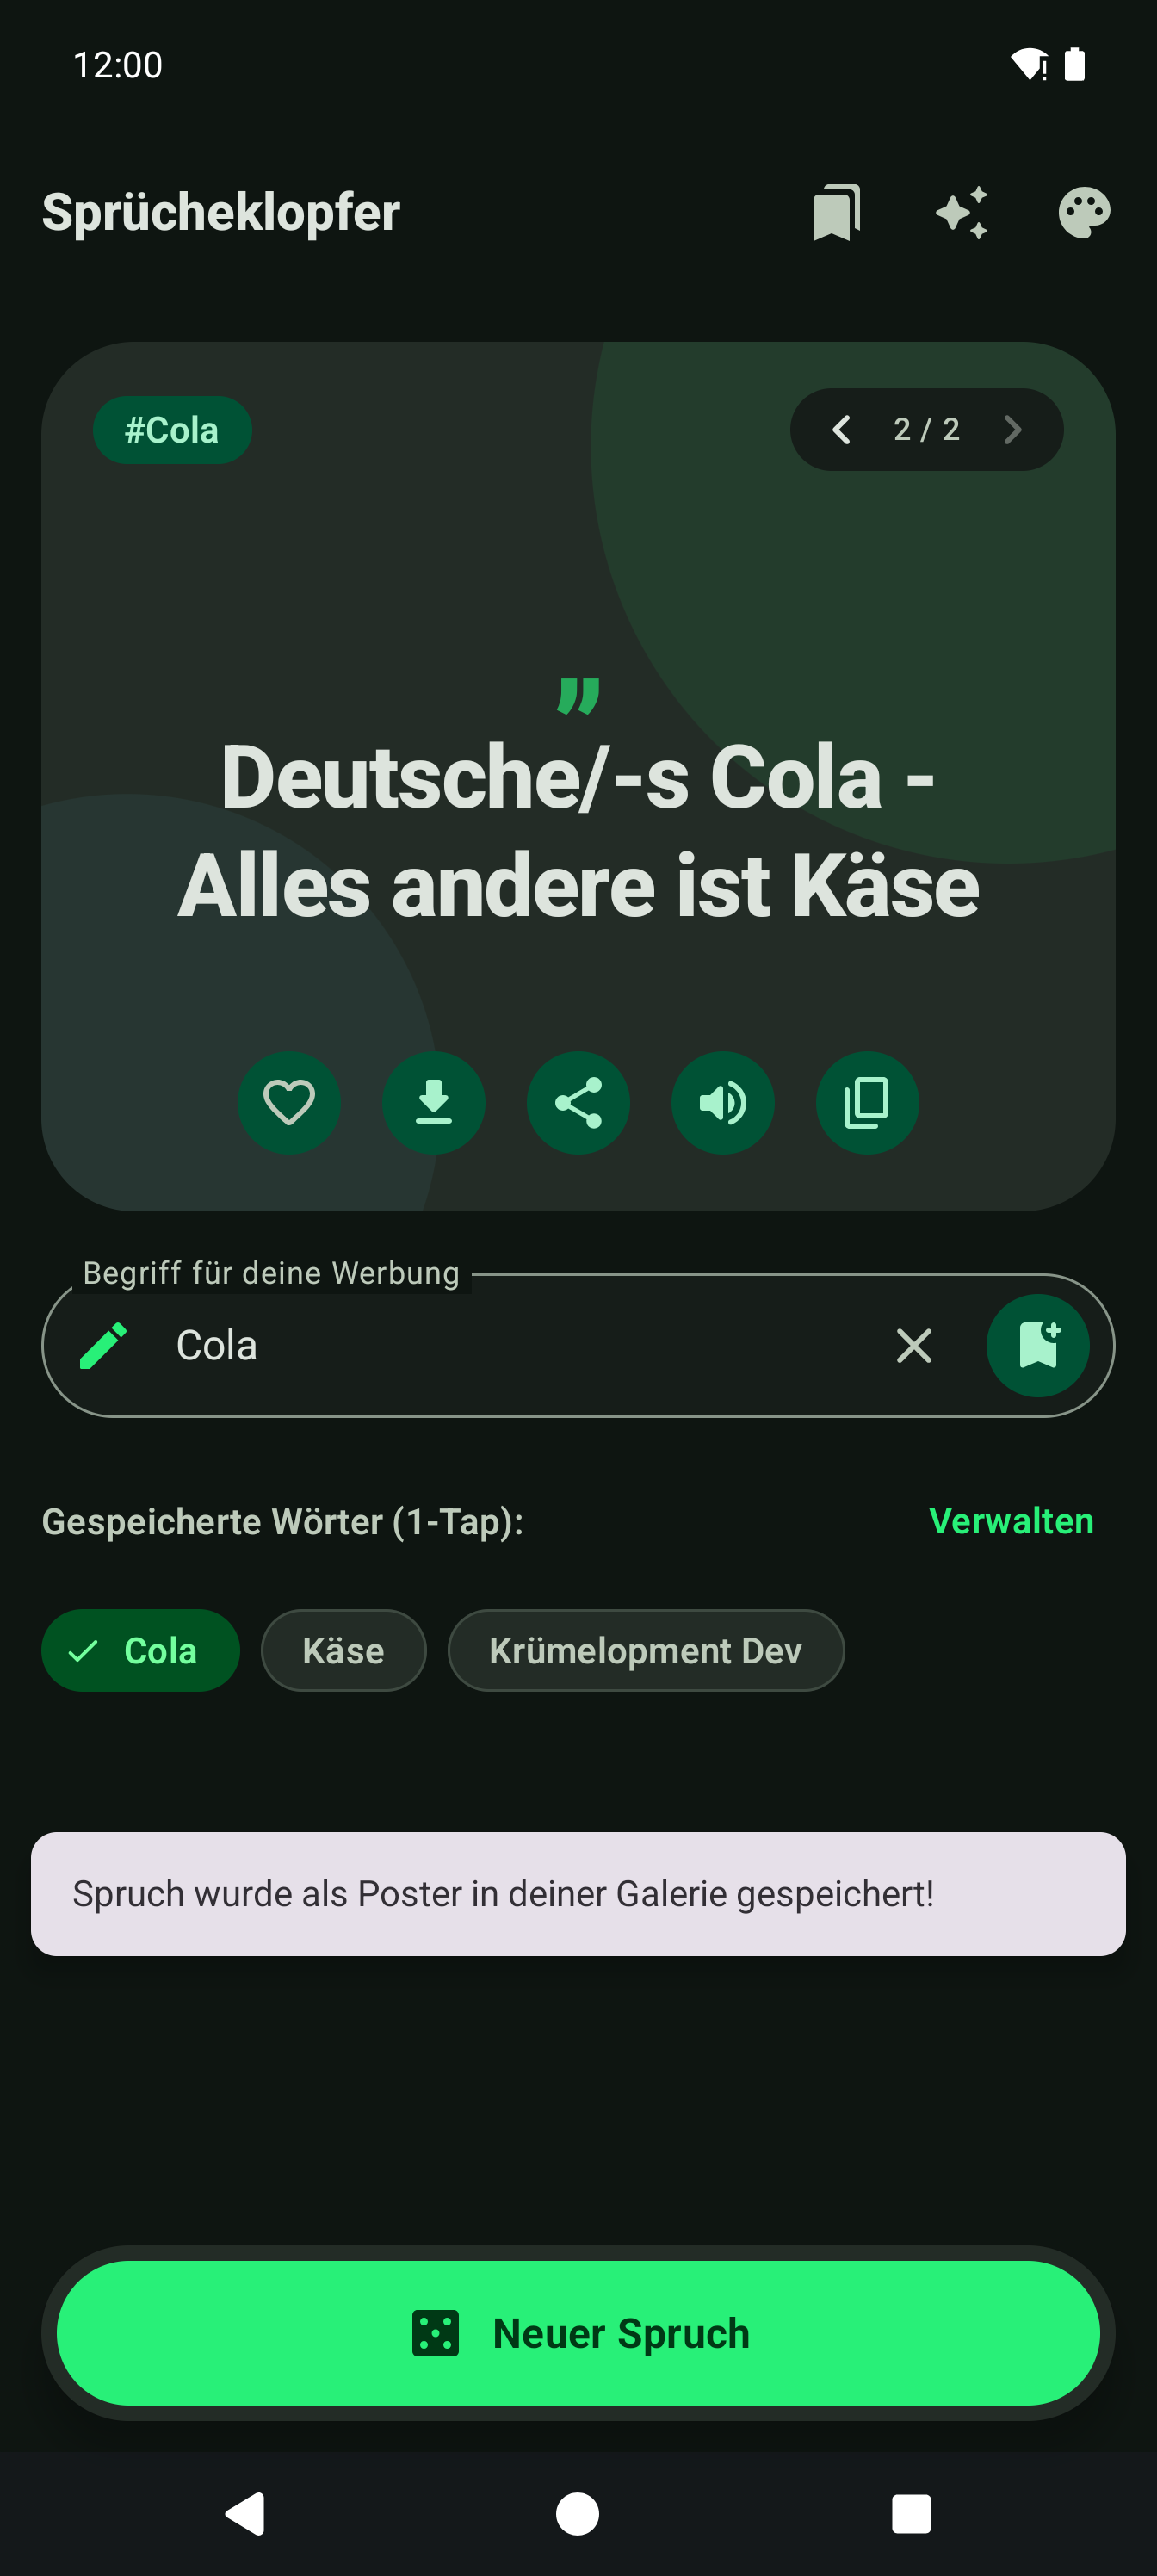 12:00
Sprücheklopfer
#Cola
2 / 2
”
Deutsche/-s Cola -
Alles andere ist Käse
Begriff für deine Werbung
Cola
Gespeicherte Wörter (1-Tap):
Verwalten
Cola
Käse
Krümelopment Dev
Spruch wurde als Poster in deiner Galerie gespeichert!
Neuer Spruch